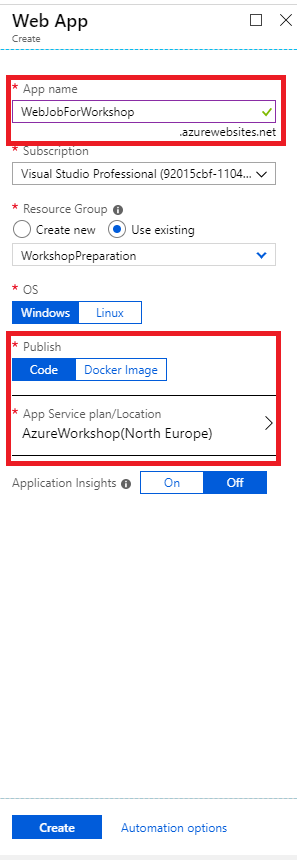 Web App
Create
* App name
WebJobForWorkshop
.azurewebsites.net
* Subscription
Visual Studio Professional (92015cbf-1104...
* Resource Group
Create new Use existing
WorkshopPreparation
* OS
Windows Linux
* Publish
Code Docker Image
* App Service plan/Location
AzureWorkshop(North Europe)
Application Insights On Off
Create Automation options